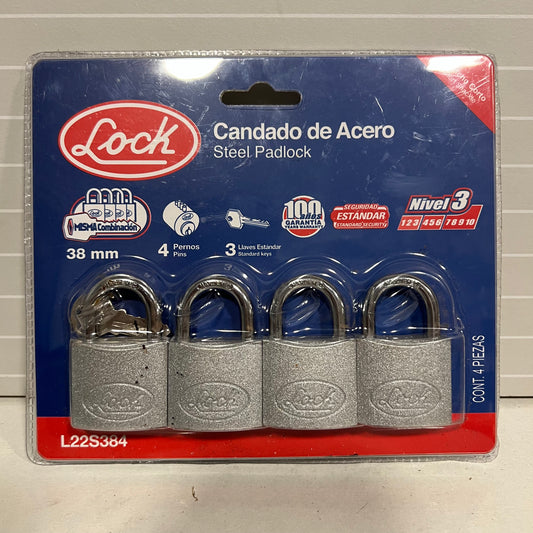 Lock
Candado de Acero
Steel Padlock
Corto
MISMA Combinación
38 mm
4 Pernos
Pins
3 Llaves Estándar
Standard keys
100 años
GARANTÍA
YEARS WARRANTY
SEGURIDAD
ESTÁNDAR
STANDARD SECURITY
Nivel 3
1 2 3 4 5 6 7 8 9 10
CONT. 4 PIEZAS
Lock
Lock
Lock
Lock
L22S384